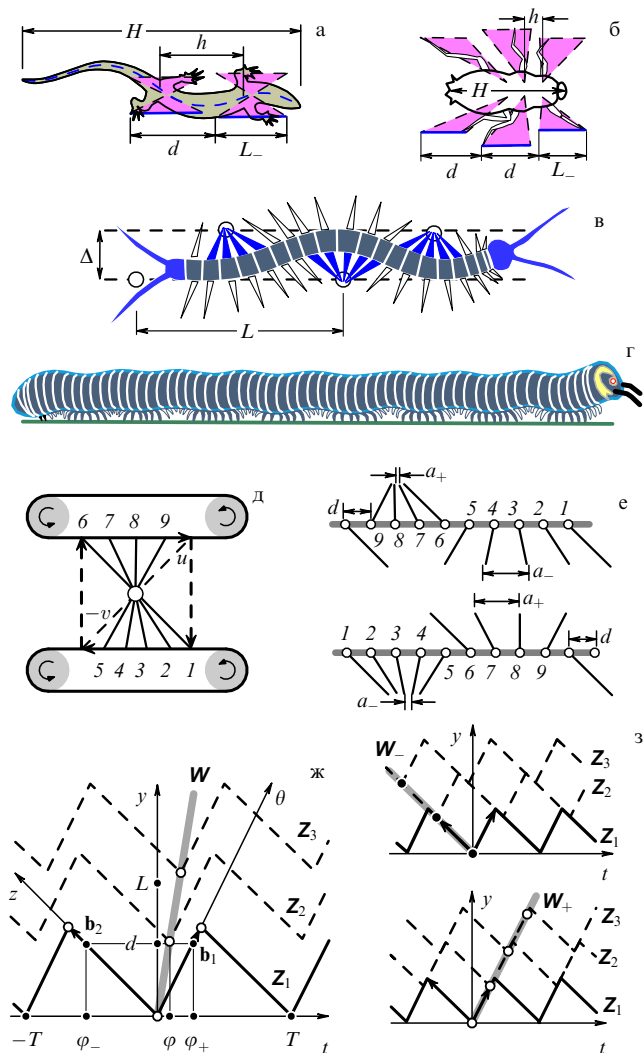 H
а
h
d
L₋
б
h
H
d d L₋
в
Δ
L
г
д
6 7 8 9
u
−v
5 4 3 2 1
е
a₊
d
9 8 7 6 5 4 3 2 1
a₋
a₊
1 2 3 4 5 6 7 8 9
d
a₋
ж
y W θ
Z₃
z
L
Z₂
b₂ d b₁
Z₁
−T φ₋ φ φ₊ T t
з
W₋ y
Z₃
Z₂
Z₁
t
y W₊
Z₃
Z₂
Z₁
t